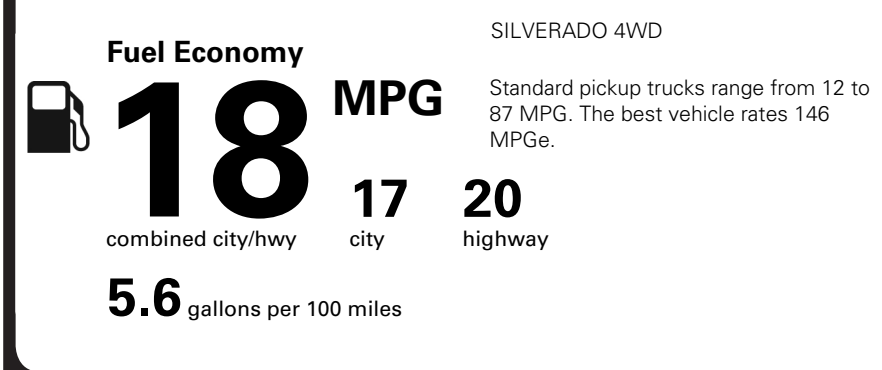 SILVERADO 4WD
Fuel Economy
18 MPG
Standard pickup trucks range from 12 to
87 MPG. The best vehicle rates 146
MPGe.
17 20
combined city/hwy city highway
5.6 gallons per 100 miles